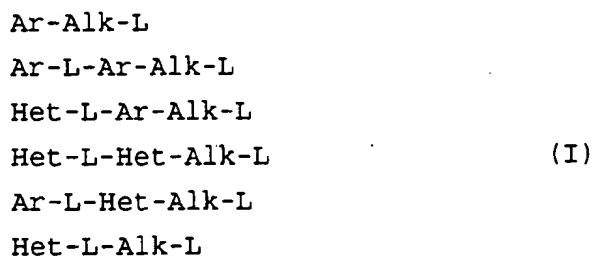 Ar-Alk-L
Ar-L-Ar-Alk-L
Het-L-Ar-Alk-L
Het-L-Het-Alk-L (I)
Ar-L-Het-Alk-L
Het-L-Alk-L